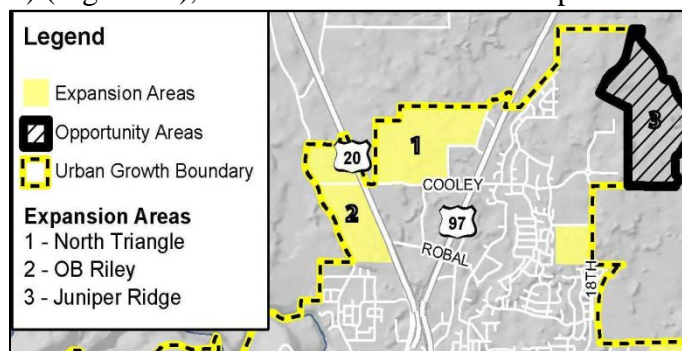 Legend
Expansion Areas
Opportunity Areas
Urban Growth Boundary
Expansion Areas
1 - North Triangle
2 - OB Riley
3 - Juniper Ridge
1
3
20
COOLEY
2
97
ROBAL
18TH